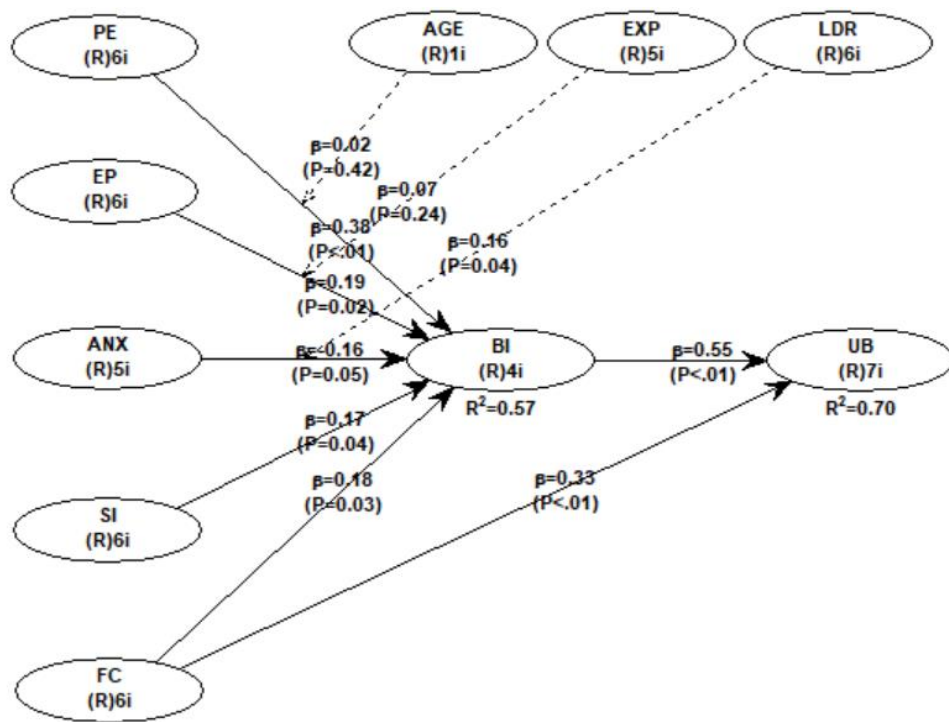 PE
(R)6i
AGE
(R)1i
EXP
(R)5i
LDR
(R)6i
β=0.02
(P=0.42)
EP
(R)6i
β=0.07
(P=0.24)
β=0.38
(P<.01)
β=0.16
(P=0.04)
β=0.19
(P=0.02)
ANX
(R)5i
β=-0.16
(P=0.05)
BI
(R)4i
R²=0.57
β=0.55
(P<.01)
UB
(R)7i
R²=0.70
β=0.17
(P=0.04)
β=0.18
(P=0.03)
β=0.33
(P<.01)
SI
(R)6i
FC
(R)6i